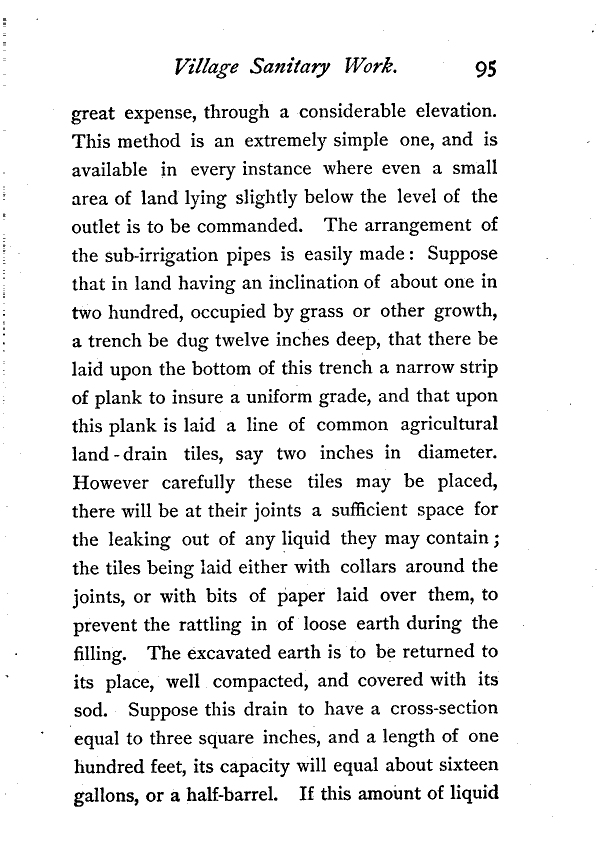 Village Sanitary Work. 95
great expense, through a considerable elevation.
This method is an extremely simple one, and is
available in every instance where even a small
area of land lying slightly below the level of the
outlet is to be commanded. The arrangement of
the sub-irrigation pipes is easily made: Suppose
that in land having an inclination of about one in
two hundred, occupied by grass or other growth,
a trench be dug twelve inches deep, that there be
laid upon the bottom of this trench a narrow strip
of plank to insure a uniform grade, and that upon
this plank is laid a line of common agricultural
land-drain tiles, say two inches in diameter.
However carefully these tiles may be placed,
there will be at their joints a sufficient space for
the leaking out of any liquid they may contain;
the tiles being laid either with collars around the
joints, or with bits of paper laid over them, to
prevent the rattling in of loose earth during the
filling. The excavated earth is to be returned to
its place, well compacted, and covered with its
sod. Suppose this drain to have a cross-section
equal to three square inches, and a length of one
hundred feet, its capacity will equal about sixteen
gallons, or a half-barrel. If this amount of liquid